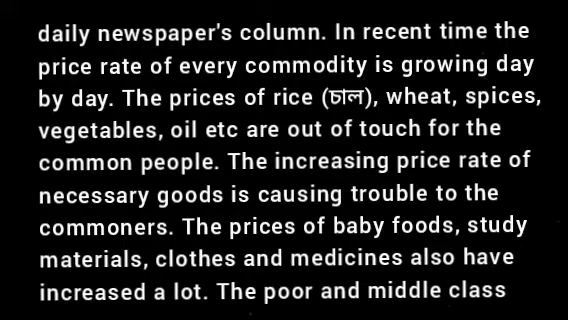 daily newspaper's column. In recent time the
price rate of every commodity is growing day
by day. The prices of rice (চাল), wheat, spices,
vegetables, oil etc are out of touch for the
common people. The increasing price rate of
necessary goods is causing trouble to the
commoners. The prices of baby foods, study
materials, clothes and medicines also have
increased a lot. The poor and middle class